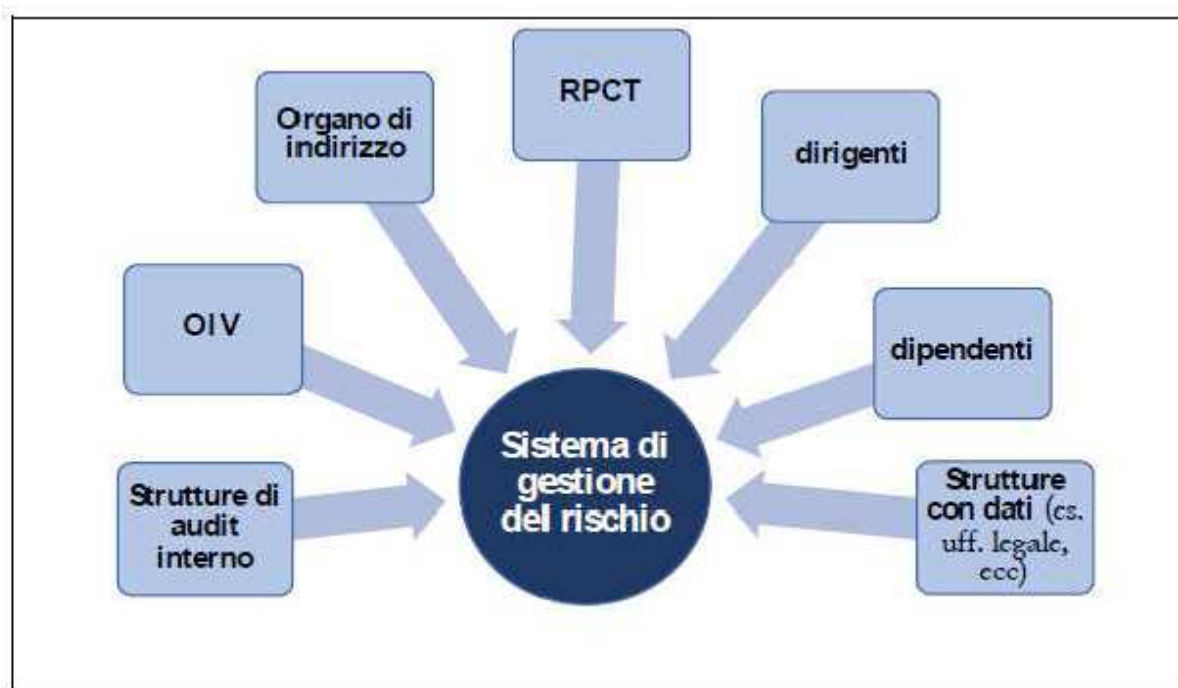 RPCT
Organo di
indirizzo
dirigenti
OIV
dipendenti
Strutture di
audit
interno
Sistema di
gestione
del rischio
Strutture
con dati (es.
uff. legale,
ecc)